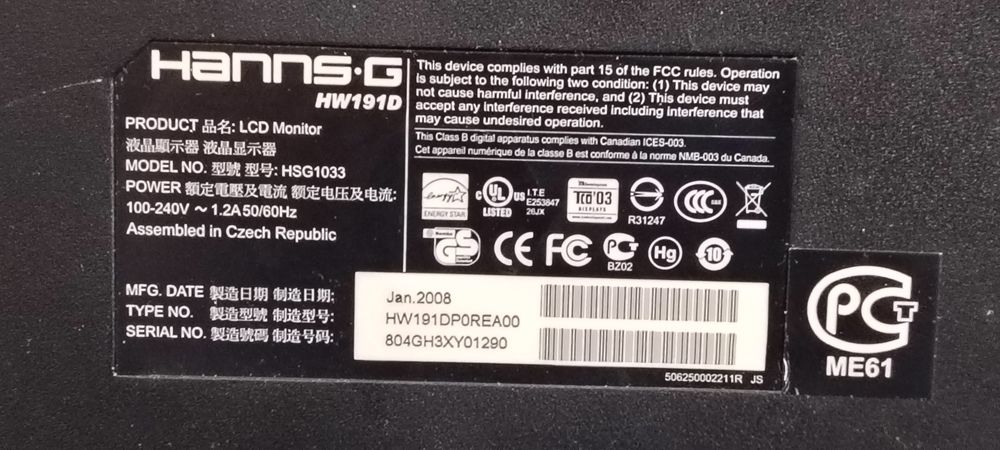 Hanns·G
HW191D
PRODUCT 品名: LCD Monitor
液晶顯示器 液晶显示器
MODEL NO. 型號 型号: HSG1033
POWER 額定電壓及電流 额定电压及电流:
100-240V ~ 1.2A 50/60Hz
Assembled in Czech Republic
This device complies with part 15 of the FCC rules. Operation
is subject to the following two condition: (1) This device may
not cause harmful interference, and (2) This device must
accept any interference received including interference that
may cause undesired operation.
This Class B digital apparatus complies with Canadian ICES-003.
Cet appareil numérique de la classe B est conforme à la norme NMB-003 du Canada.
energy
ENERGY STAR
C UL US
LISTED
I.T.E
E253847
26JX
TCO'03
DISPLAYS
R31247
CCC
GS
CE
FC
PCT
BZ02
Hg
10
MFG. DATE 製造日期 制造日期: Jan.2008
TYPE NO. 製造型號 制造型号: HW191DP0REA00
SERIAL NO. 製造號碼 制造号码: 804GH3XY01290
506250002211R JS
PCT
ME61